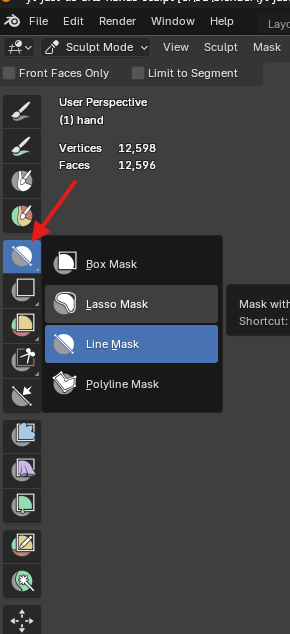 File Edit Render Window Help Layo
Sculpt Mode View Sculpt Mask
Front Faces Only Limit to Segment
User Perspective
(1) hand
Vertices 12,598
Faces 12,596
Box Mask
Lasso Mask
Mask with
Line Mask
Shortcut:
Polyline Mask